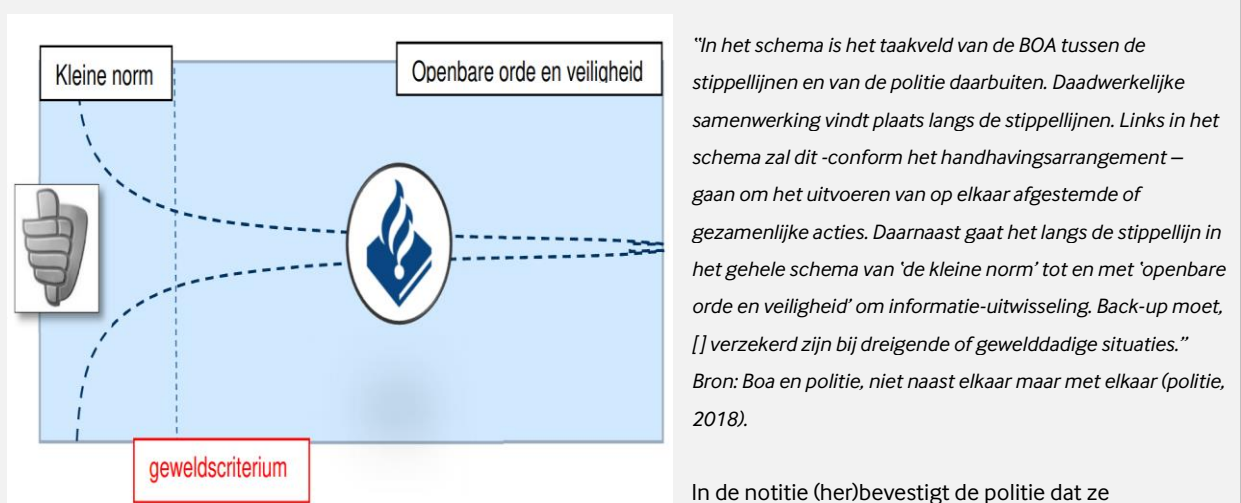 Kleine norm
Openbare orde en veiligheid
geweldscriterium
“In het schema is het taakveld van de BOA tussen de
stippellijnen en van de politie daarbuiten. Daadwerkelijke
samenwerking vindt plaats langs de stippellijnen. Links in het
schema zal dit -conform het handhavingsarrangement –
gaan om het uitvoeren van op elkaar afgestemde of
gezamenlijke acties. Daarnaast gaat het langs de stippellijn in
het gehele schema van ‘de kleine norm’ tot en met ‘openbare
orde en veiligheid’ om informatie-uitwisseling. Back-up moet,
[] verzekerd zijn bij dreigende of gewelddadige situaties.”
Bron: Boa en politie, niet naast elkaar maar met elkaar (politie,
2018).
In de notitie (her)bevestigt de politie dat ze